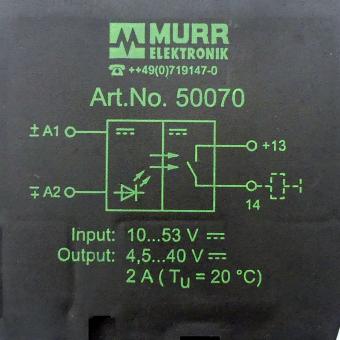 MURR
ELEKTRONIK
☎ ++49(0)719147-0
Art.No. 50070
± A1
+13
∓ A2
14
Input: 10...53 V ⎓
Output: 4,5...40 V ⎓
2 A ( Tu = 20 °C)